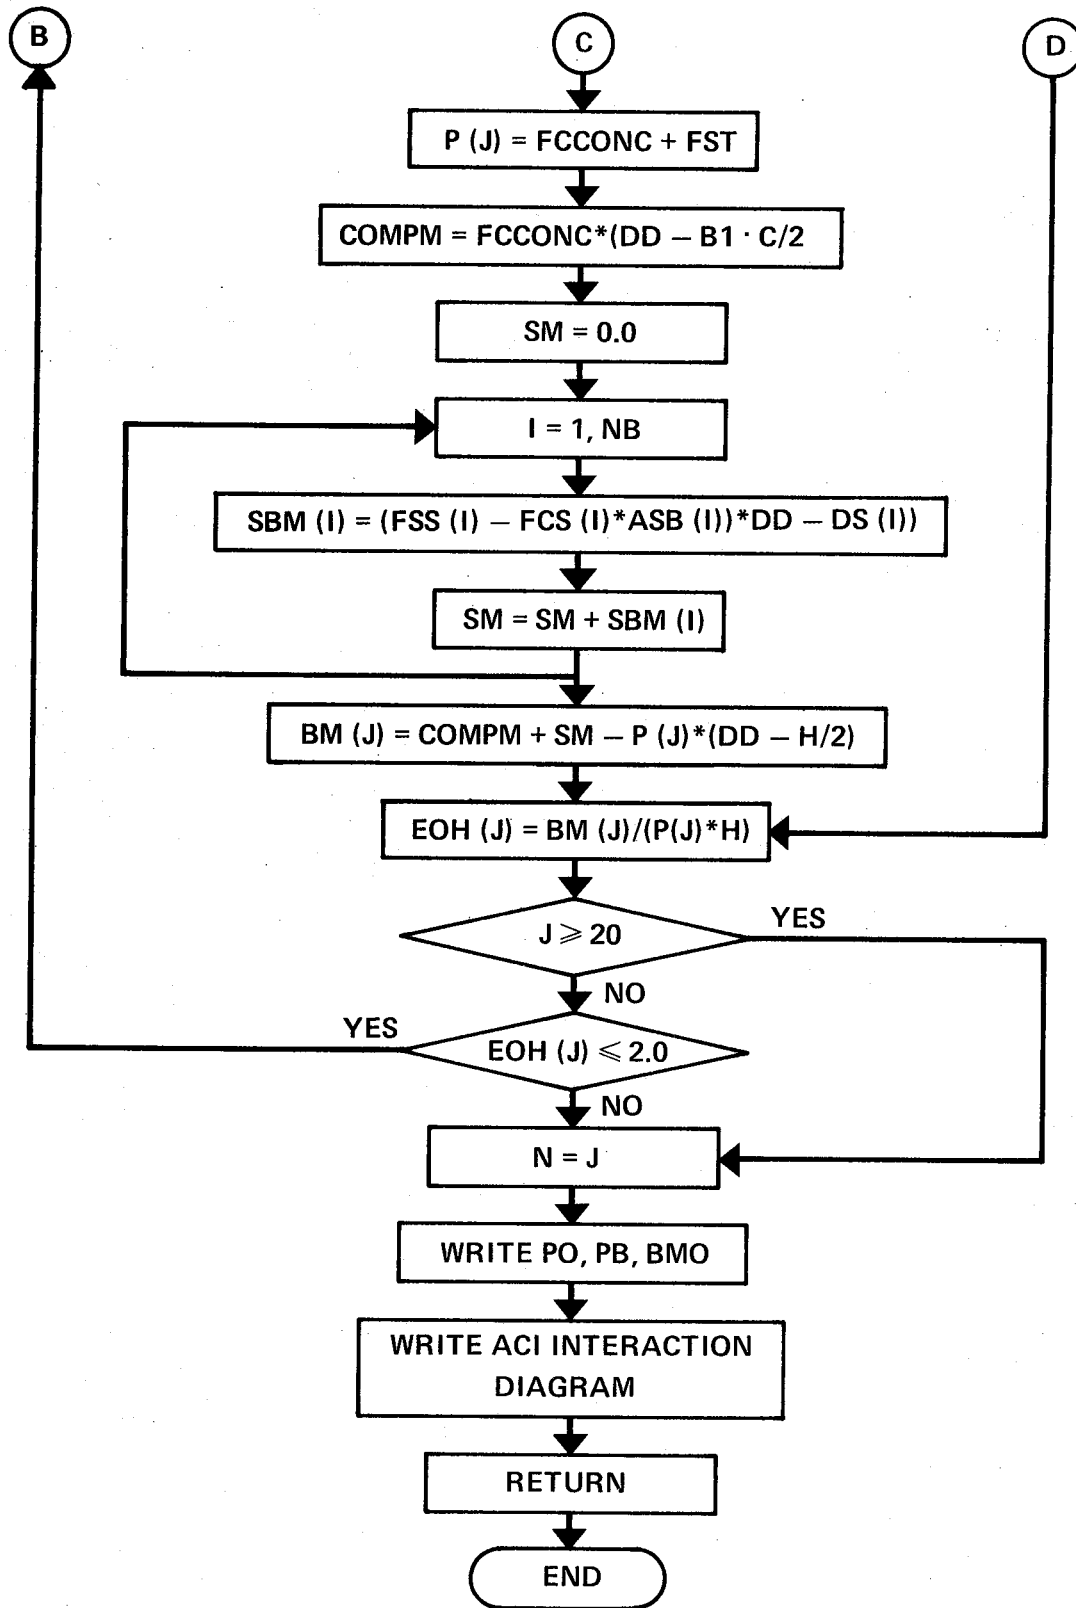 B
C
D
P (J) = FCCONC + FST
COMPM = FCCONC*(DD – B1 · C/2
SM = 0.0
I = 1, NB
SBM (I) = (FSS (I) – FCS (I)*ASB (I))*DD – DS (I))
SM = SM + SBM (I)
BM (J) = COMPM + SM – P (J)*(DD – H/2)
EOH (J) = BM (J)/(P(J)*H)
J ⩾ 20
YES
NO
YES
EOH (J) ⩽ 2.0
NO
N = J
WRITE PO, PB, BMO
WRITE ACI INTERACTION
DIAGRAM
RETURN
END